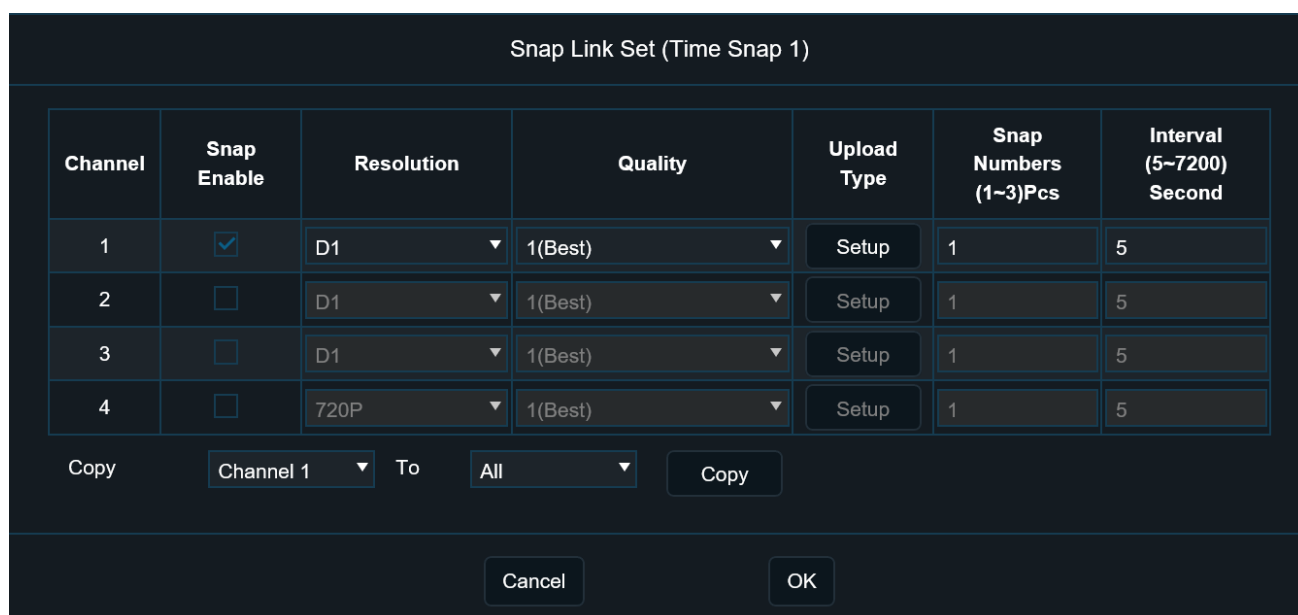 Snap Link Set (Time Snap 1)
Channel Snap Enable Resolution Quality Upload Type Snap Numbers (1~3)Pcs Interval (5~7200) Second
1 D1 1(Best) Setup 1 5
2 D1 1(Best) Setup 1 5
3 D1 1(Best) Setup 1 5
4 720P 1(Best) Setup 1 5
Copy Channel 1 To All Copy
Cancel OK